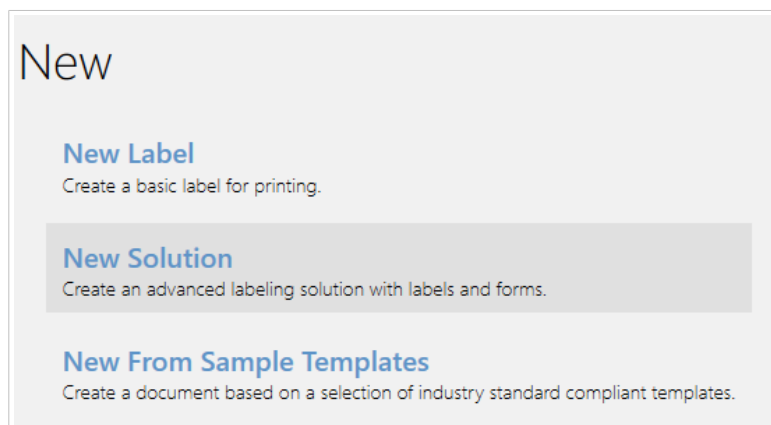 New
New Label
Create a basic label for printing.
New Solution
Create an advanced labeling solution with labels and forms.
New From Sample Templates
Create a document based on a selection of industry standard compliant templates.